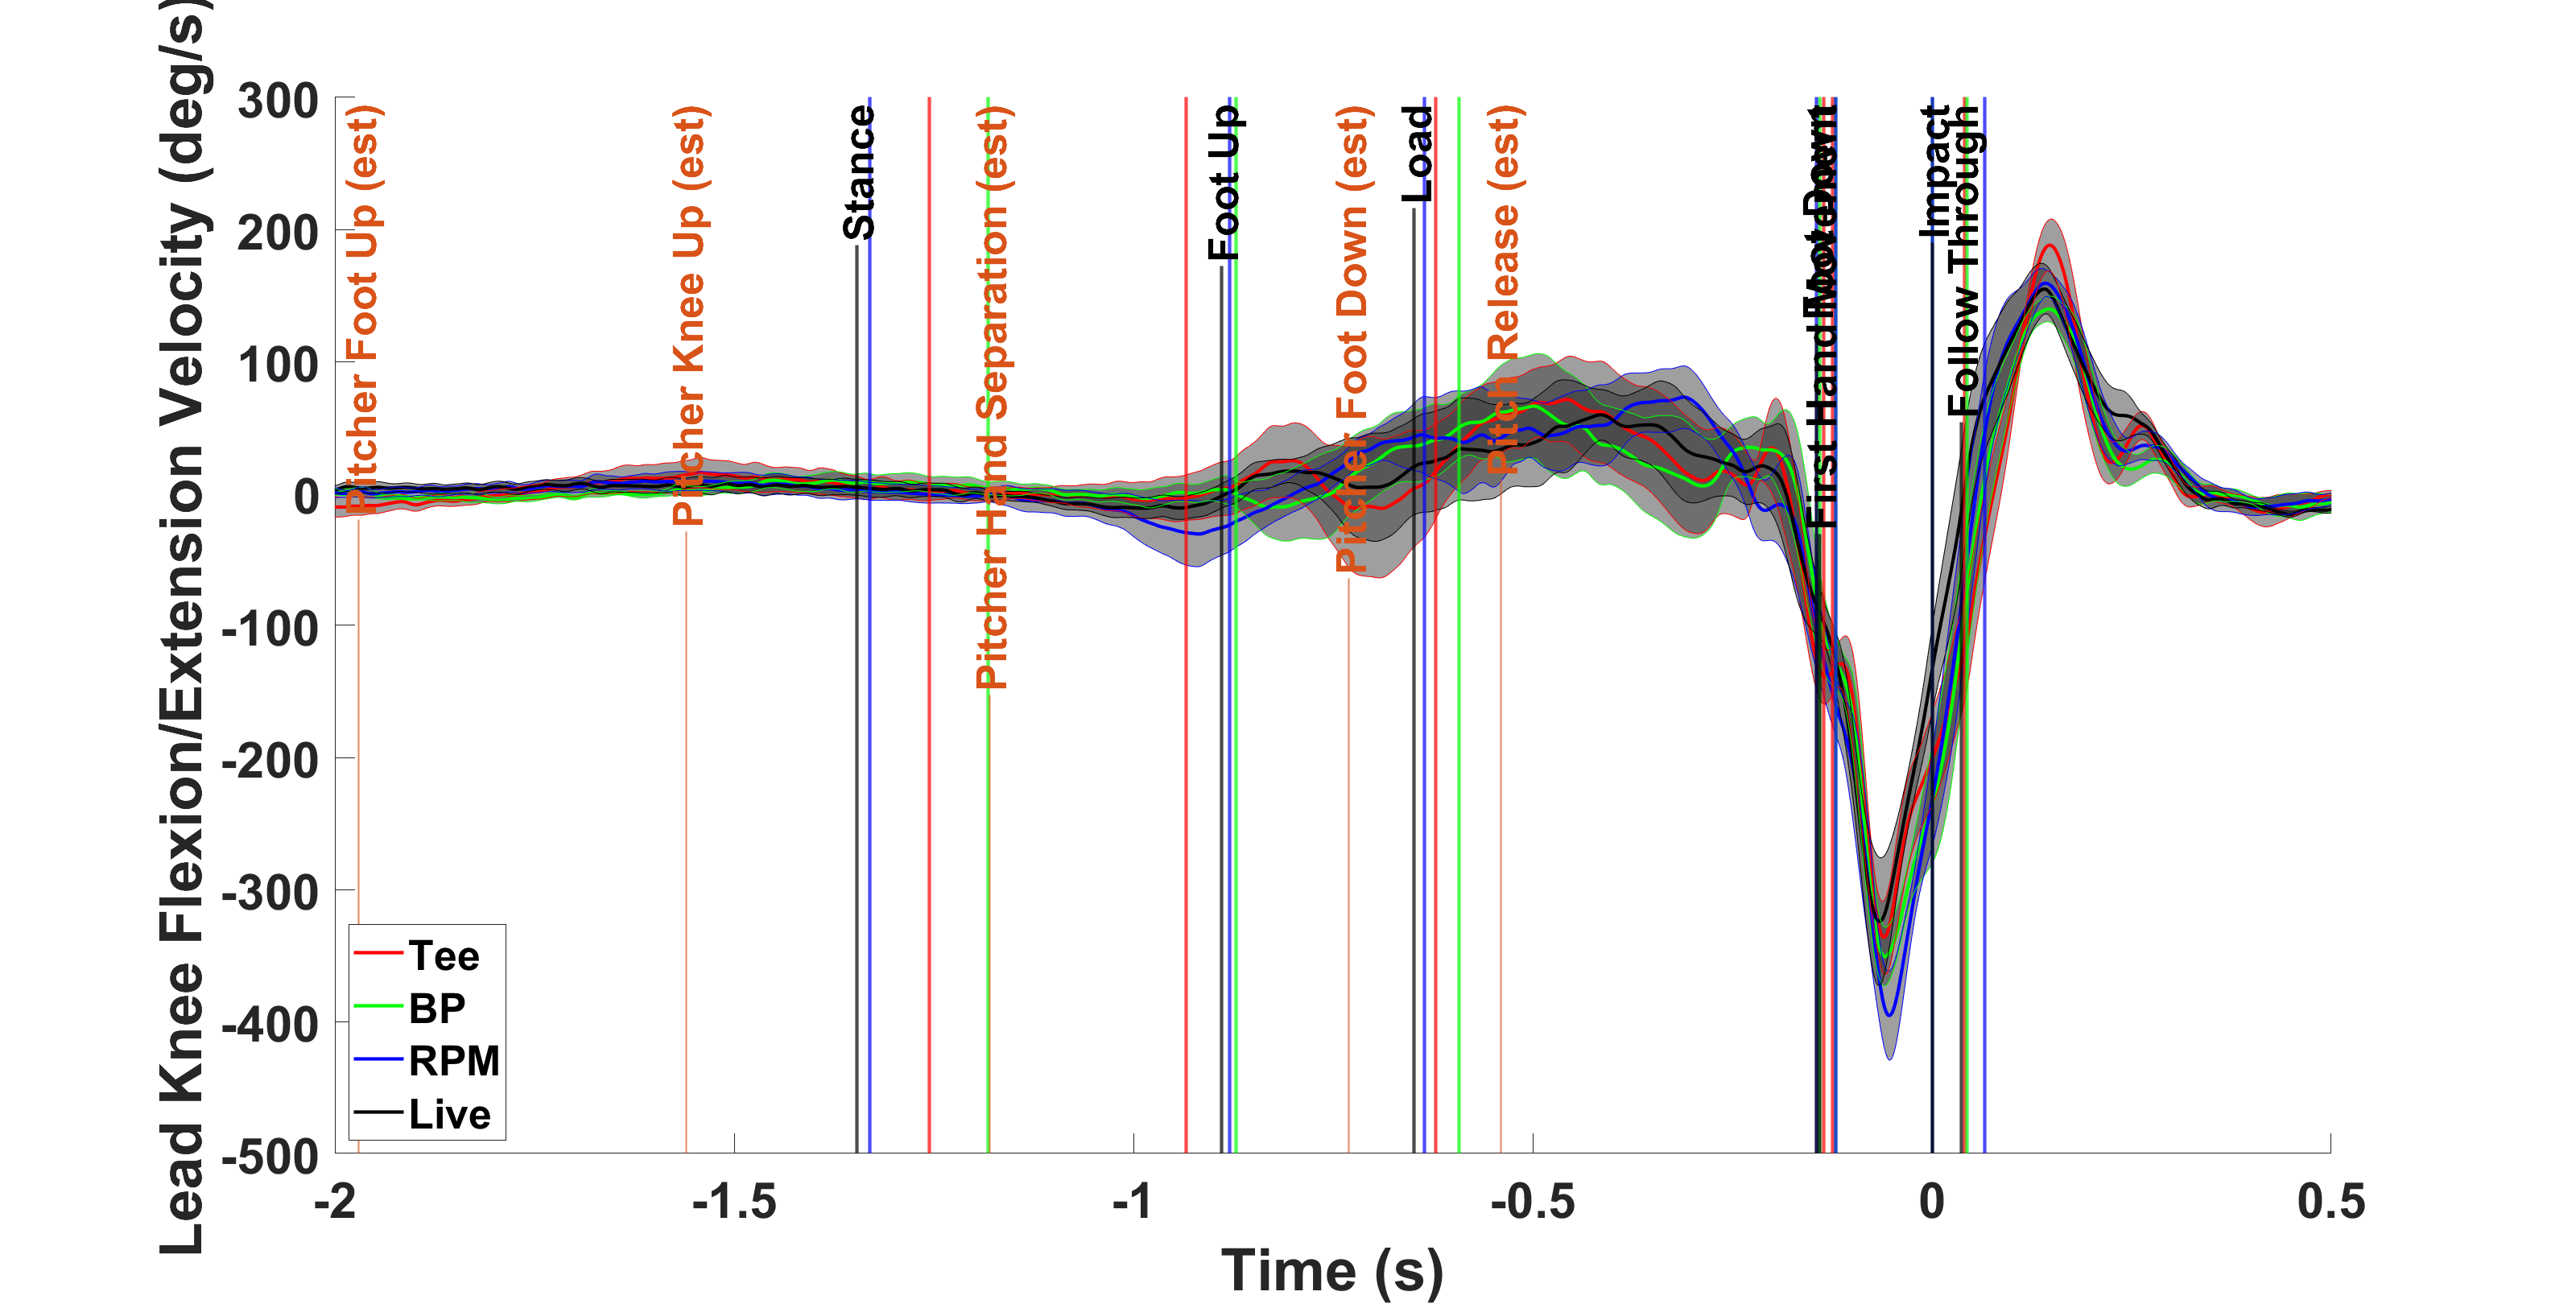 Lead Knee Flexion/Extension Velocity (deg/s)
300
200
100
0
-100
-200
-300
-400
-500
Pitcher Foot Up (est)
Pitcher Knee Up (est)
Stance
Pitcher Hand Separation (est)
Foot Up
Pitcher Foot Down (est)
Load
Pitch Release (est)
First Hand Movement
Foot Down
Impact
Follow Through
Tee
BP
RPM
Live
-2
-1.5
-1
-0.5
0
0.5
Time (s)